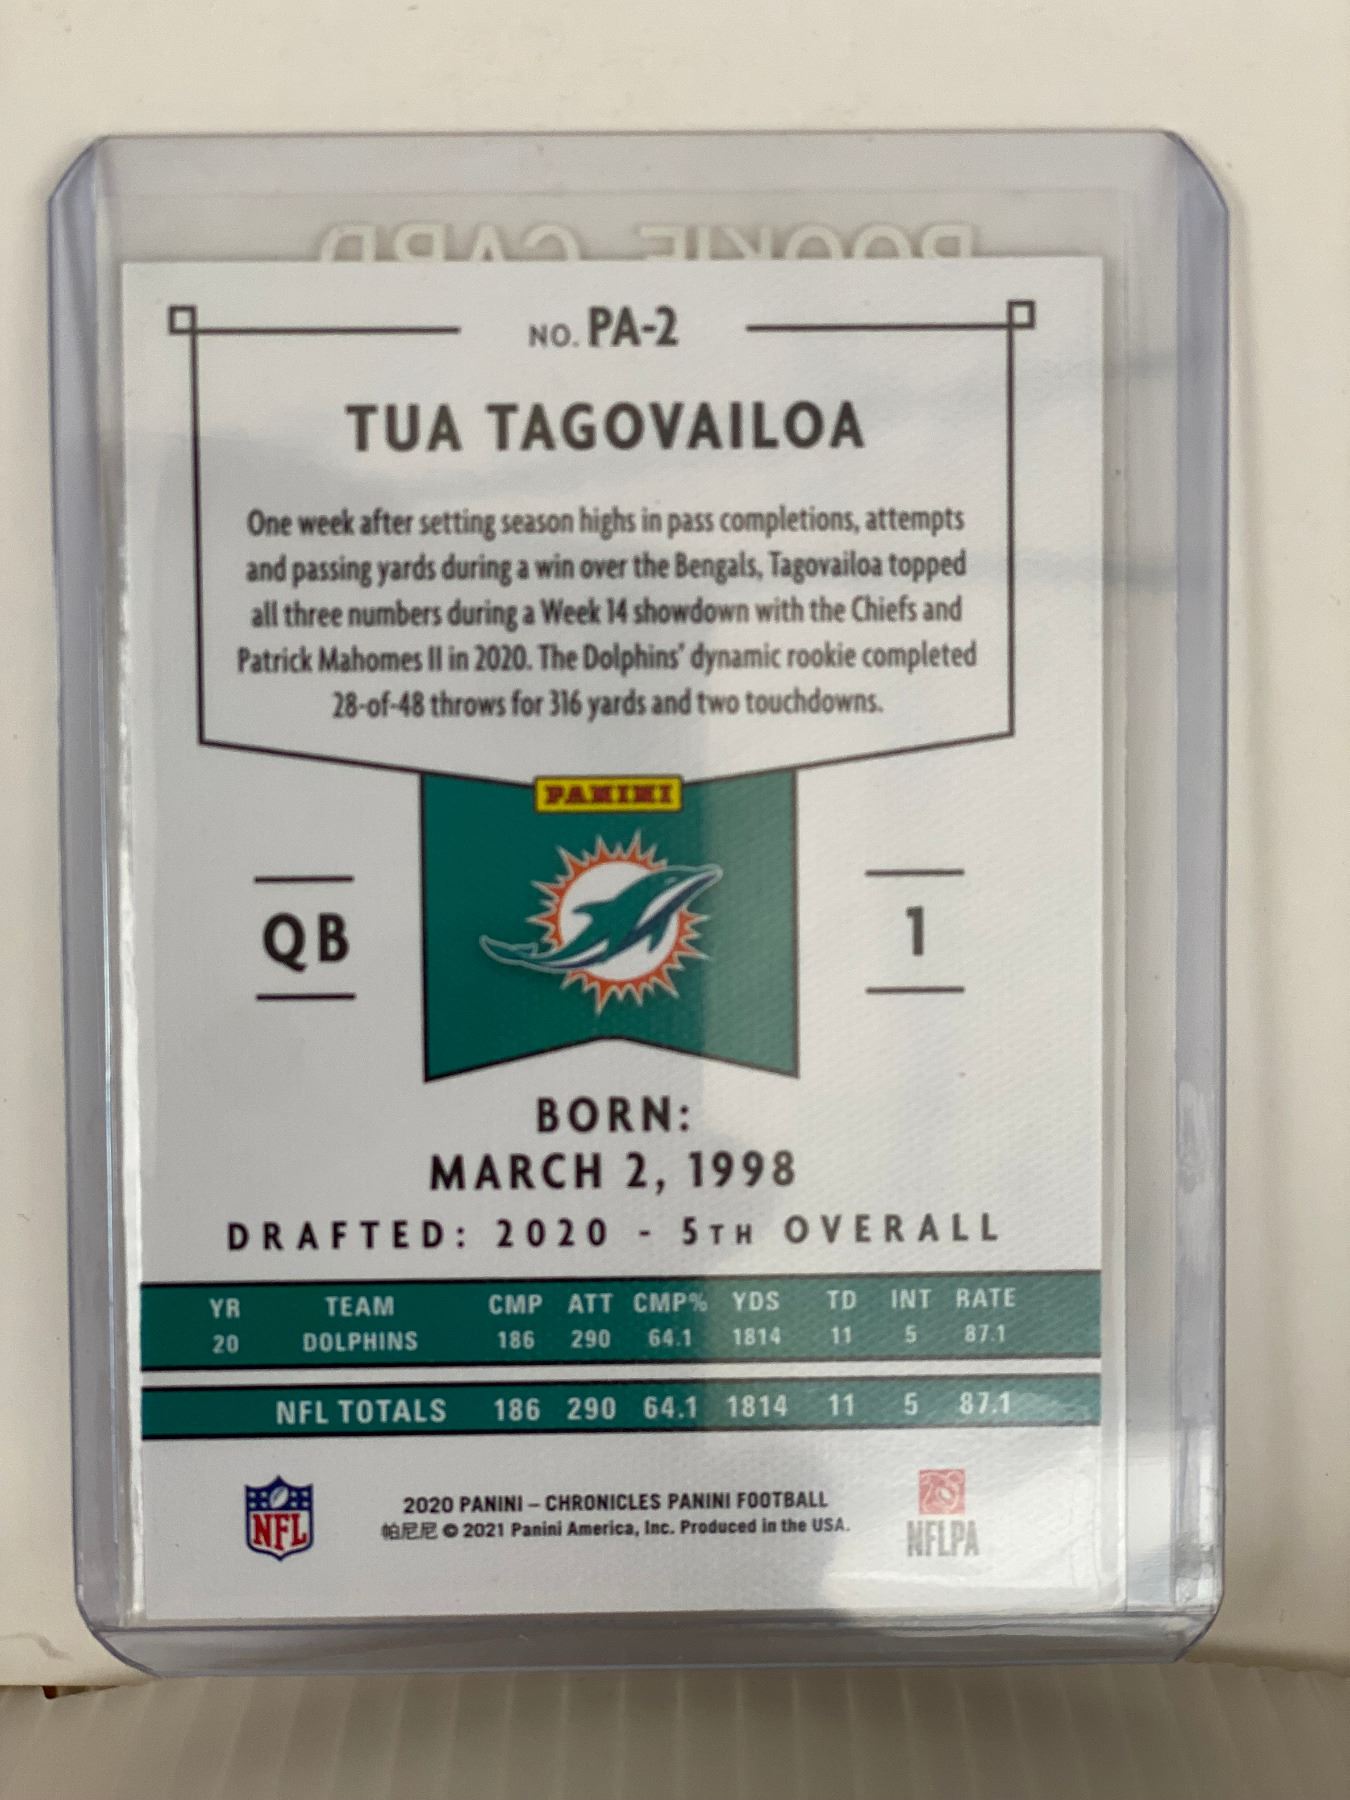 ROOKIE CARD
NO. PA-2
TUA TAGOVAILOA
One week after setting season highs in pass completions, attempts
and passing yards during a win over the Bengals, Tagovailoa topped
all three numbers during a Week 14 showdown with the Chiefs and
Patrick Mahomes II in 2020. The Dolphins' dynamic rookie completed
28-of-48 throws for 316 yards and two touchdowns.
PANINI
QB
1
BORN:
MARCH 2, 1998
DRAFTED: 2020 - 5TH OVERALL
YR TEAM CMP ATT CMP% YDS TD INT RATE
20 DOLPHINS 186 290 64.1 1814 11 5 87.1
NFL TOTALS 186 290 64.1 1814 11 5 87.1
NFL
2020 PANINI – CHRONICLES PANINI FOOTBALL
帕尼尼 © 2021 Panini America, Inc. Produced in the USA.
NFLPA